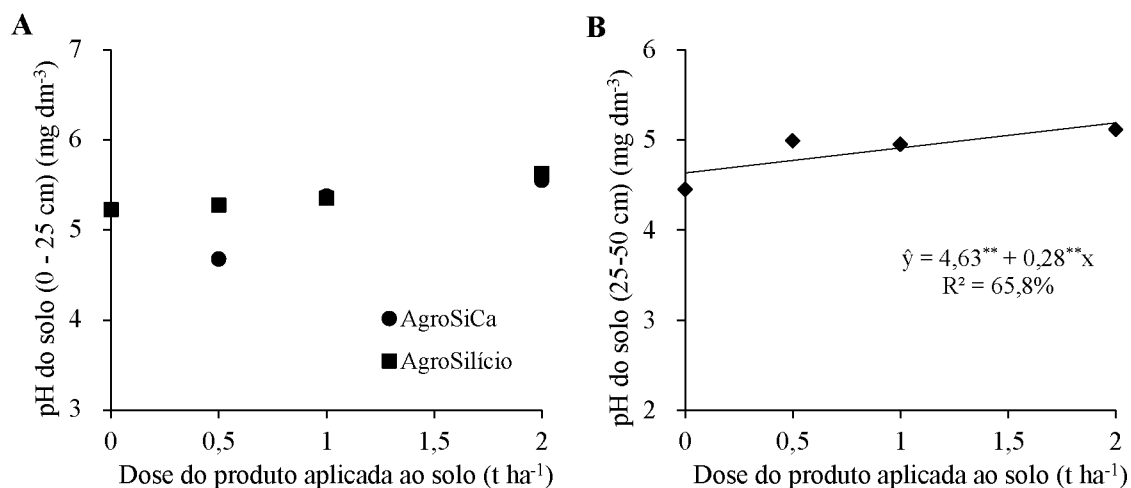 A
pH do solo (0 - 25 cm) (mg dm⁻³)
7
6
5
4
3
0
0,5
1
1,5
2
AgroSiCa
AgroSilício
Dose do produto aplicada ao solo (t ha⁻¹)
B
pH do solo (25-50 cm) (mg dm⁻³)
6
5
4
3
2
0
0,5
1
1,5
2
ŷ = 4,63** + 0,28**x
R² = 65,8%
Dose do produto aplicada ao solo (t ha⁻¹)